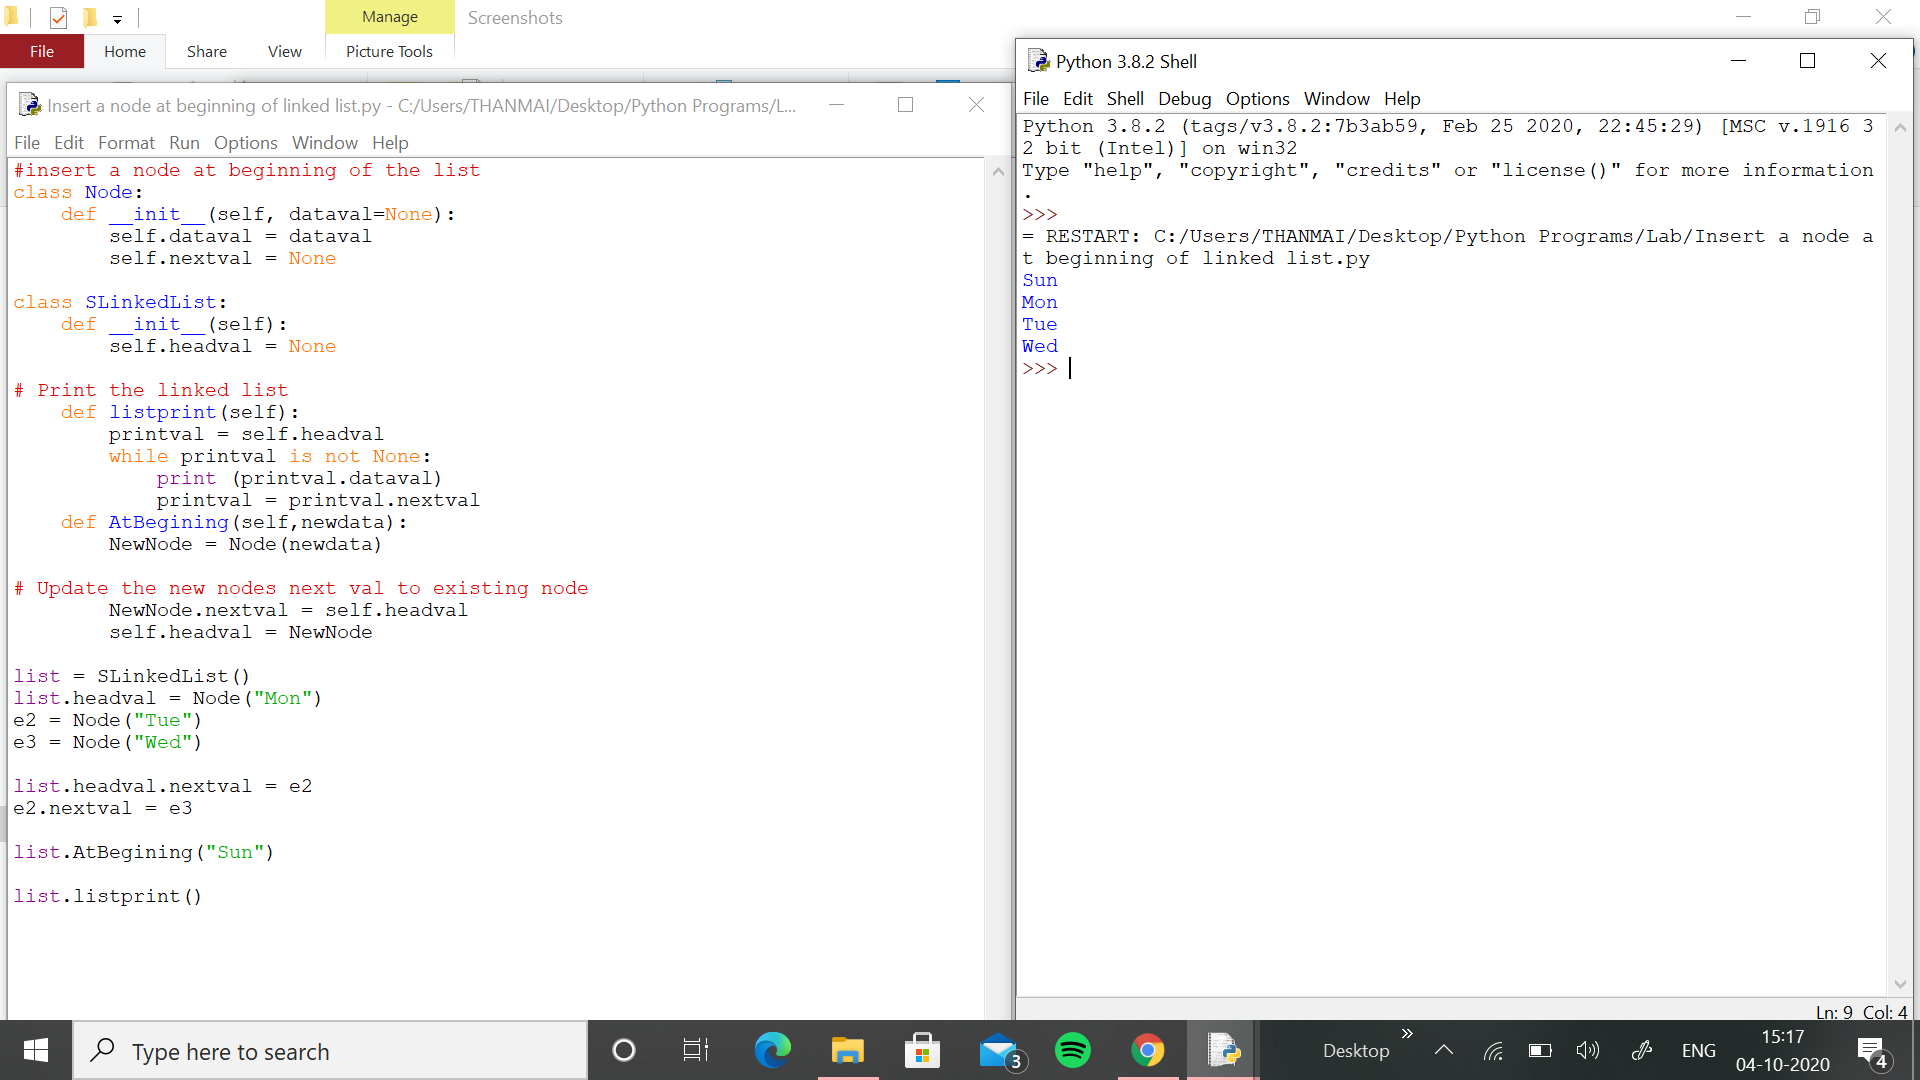 Manage
Screenshots
File
Home
Share
View
Picture Tools
Insert a node at beginning of linked list.py - C:/Users/THANMAI/Desktop/Python Programs/L...
File Edit Format Run Options Window Help
#insert a node at beginning of the list
class Node:
    def __init__(self, dataval=None):
        self.dataval = dataval
        self.nextval = None
class SLinkedList:
    def __init__(self):
        self.headval = None
# Print the linked list
    def listprint(self):
        printval = self.headval
        while printval is not None:
            print (printval.dataval)
            printval = printval.nextval
    def AtBegining(self,newdata):
        NewNode = Node(newdata)
# Update the new nodes next val to existing node
        NewNode.nextval = self.headval
        self.headval = NewNode
list = SLinkedList()
list.headval = Node("Mon")
e2 = Node("Tue")
e3 = Node("Wed")
list.headval.nextval = e2
e2.nextval = e3
list.AtBegining("Sun")
list.listprint()
Python 3.8.2 Shell
File Edit Shell Debug Options Window Help
Python 3.8.2 (tags/v3.8.2:7b3ab59, Feb 25 2020, 22:45:29) [MSC v.1916 3
2 bit (Intel)] on win32
Type "help", "copyright", "credits" or "license()" for more information
.
>>>
= RESTART: C:/Users/THANMAI/Desktop/Python Programs/Lab/Insert a node a
t beginning of linked list.py
Sun
Mon
Tue
Wed
>>>
Ln: 9 Col: 4
Type here to search
3
Desktop
»
ENG
15:17
04-10-2020
4